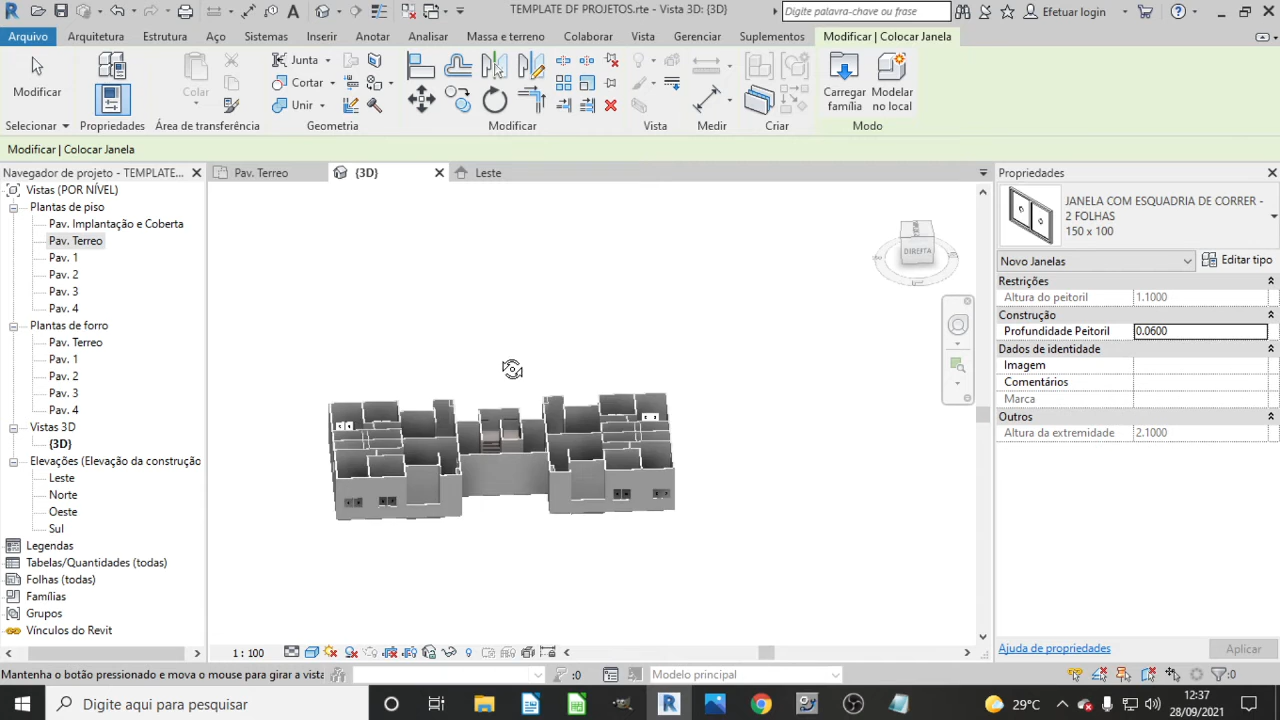 TEMPLATE DF PROJETOS.rte - Vista 3D: {3D}
Digite palavra-chave ou frase
Efetuar login
Arquivo
Arquitetura
Estrutura
Aço
Sistemas
Inserir
Anotar
Analisar
Massa e terreno
Colaborar
Vista
Gerenciar
Suplementos
Modificar | Colocar Janela
Modificar
Colar
Junta
Cortar
Unir
Carregar família
Modelar no local
Selecionar
Propriedades
Área de transferência
Geometria
Modificar
Vista
Medir
Criar
Modo
Modificar | Colocar Janela
Navegador de projeto - TEMPLATE...
Vistas (POR NÍVEL)
Plantas de piso
Pav. Implantação e Coberta
Pav. Terreo
Pav. 1
Pav. 2
Pav. 3
Pav. 4
Plantas de forro
Pav. Terreo
Pav. 1
Pav. 2
Pav. 3
Pav. 4
Vistas 3D
{3D}
Elevações (Elevação da construção
Leste
Norte
Oeste
Sul
Legendas
Tabelas/Quantidades (todas)
Folhas (todas)
Famílias
Grupos
Vínculos do Revit
Pav. Terreo
{3D}
Leste
DIREITA
1 : 100
Propriedades
JANELA COM ESQUADRIA DE CORRER -
2 FOLHAS
150 x 100
Novo Janelas
Editar tipo
Restrições
Altura do peitoril 1.1000
Construção
Profundidade Peitoril 0.0600
Dados de identidade
Imagem
Comentários
Marca
Outros
Altura da extremidade 2.1000
Ajuda de propriedades
Aplicar
Mantenha o botão pressionado e mova o mouse para girar a vista
:0
Modelo principal
:0
Digite aqui para pesquisar
29°C
12:37
28/09/2021